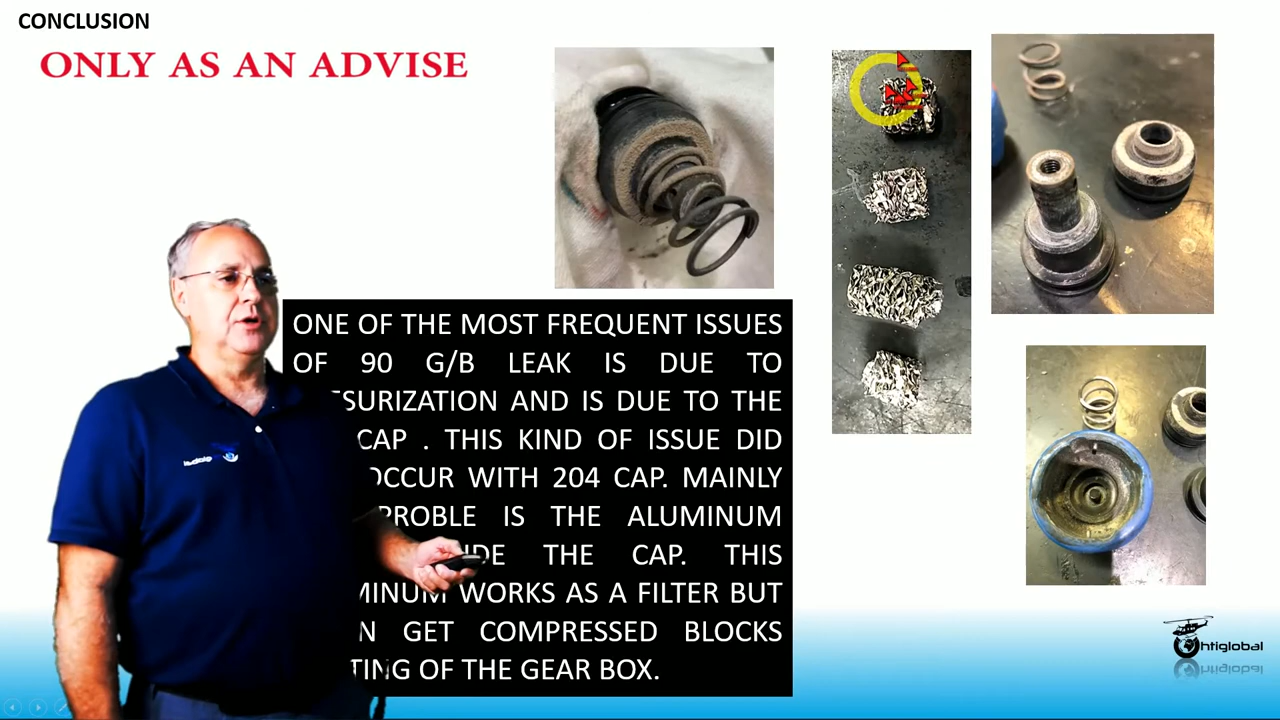 CONCLUSION
ONLY AS AN ADVISE
ONE OF THE MOST FREQUENT ISSUES
OF 90 G/B LEAK IS DUE TO
SURIZATION AND IS DUE TO THE
CAP . THIS KIND OF ISSUE DID
OCCUR WITH 204 CAP. MAINLY
PROBLE IS THE ALUMINUM
IDE THE CAP. THIS
MINUM WORKS AS A FILTER BUT
N GET COMPRESSED BLOCKS
TING OF THE GEAR BOX.
htiglobal